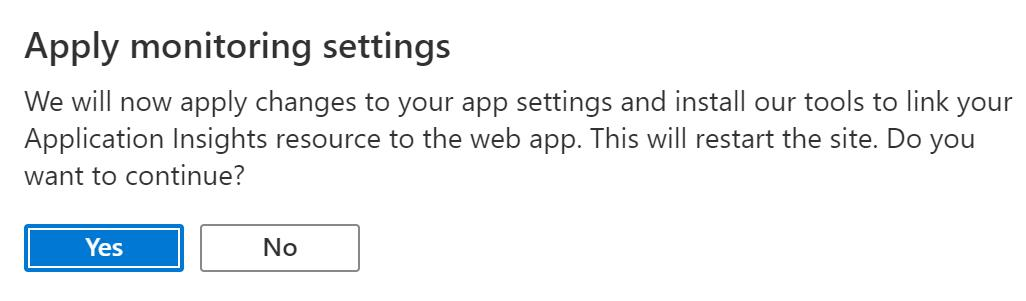 Apply monitoring settings
We will now apply changes to your app settings and install our tools to link your
Application Insights resource to the web app. This will restart the site. Do you
want to continue?
Yes No